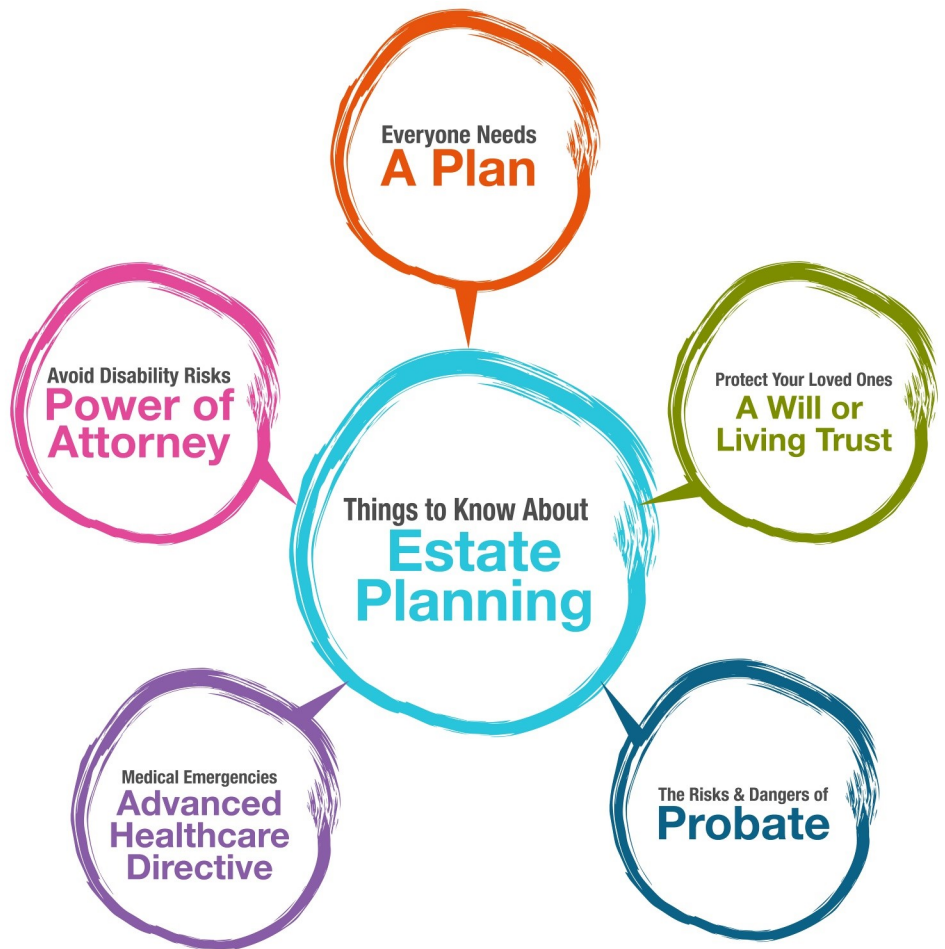 Everyone Needs
A Plan
Avoid Disability Risks
Power of
Attorney
Protect Your Loved Ones
A Will or
Living Trust
Things to Know About
Estate
Planning
Medical Emergencies
Advanced
Healthcare
Directive
The Risks & Dangers of
Probate